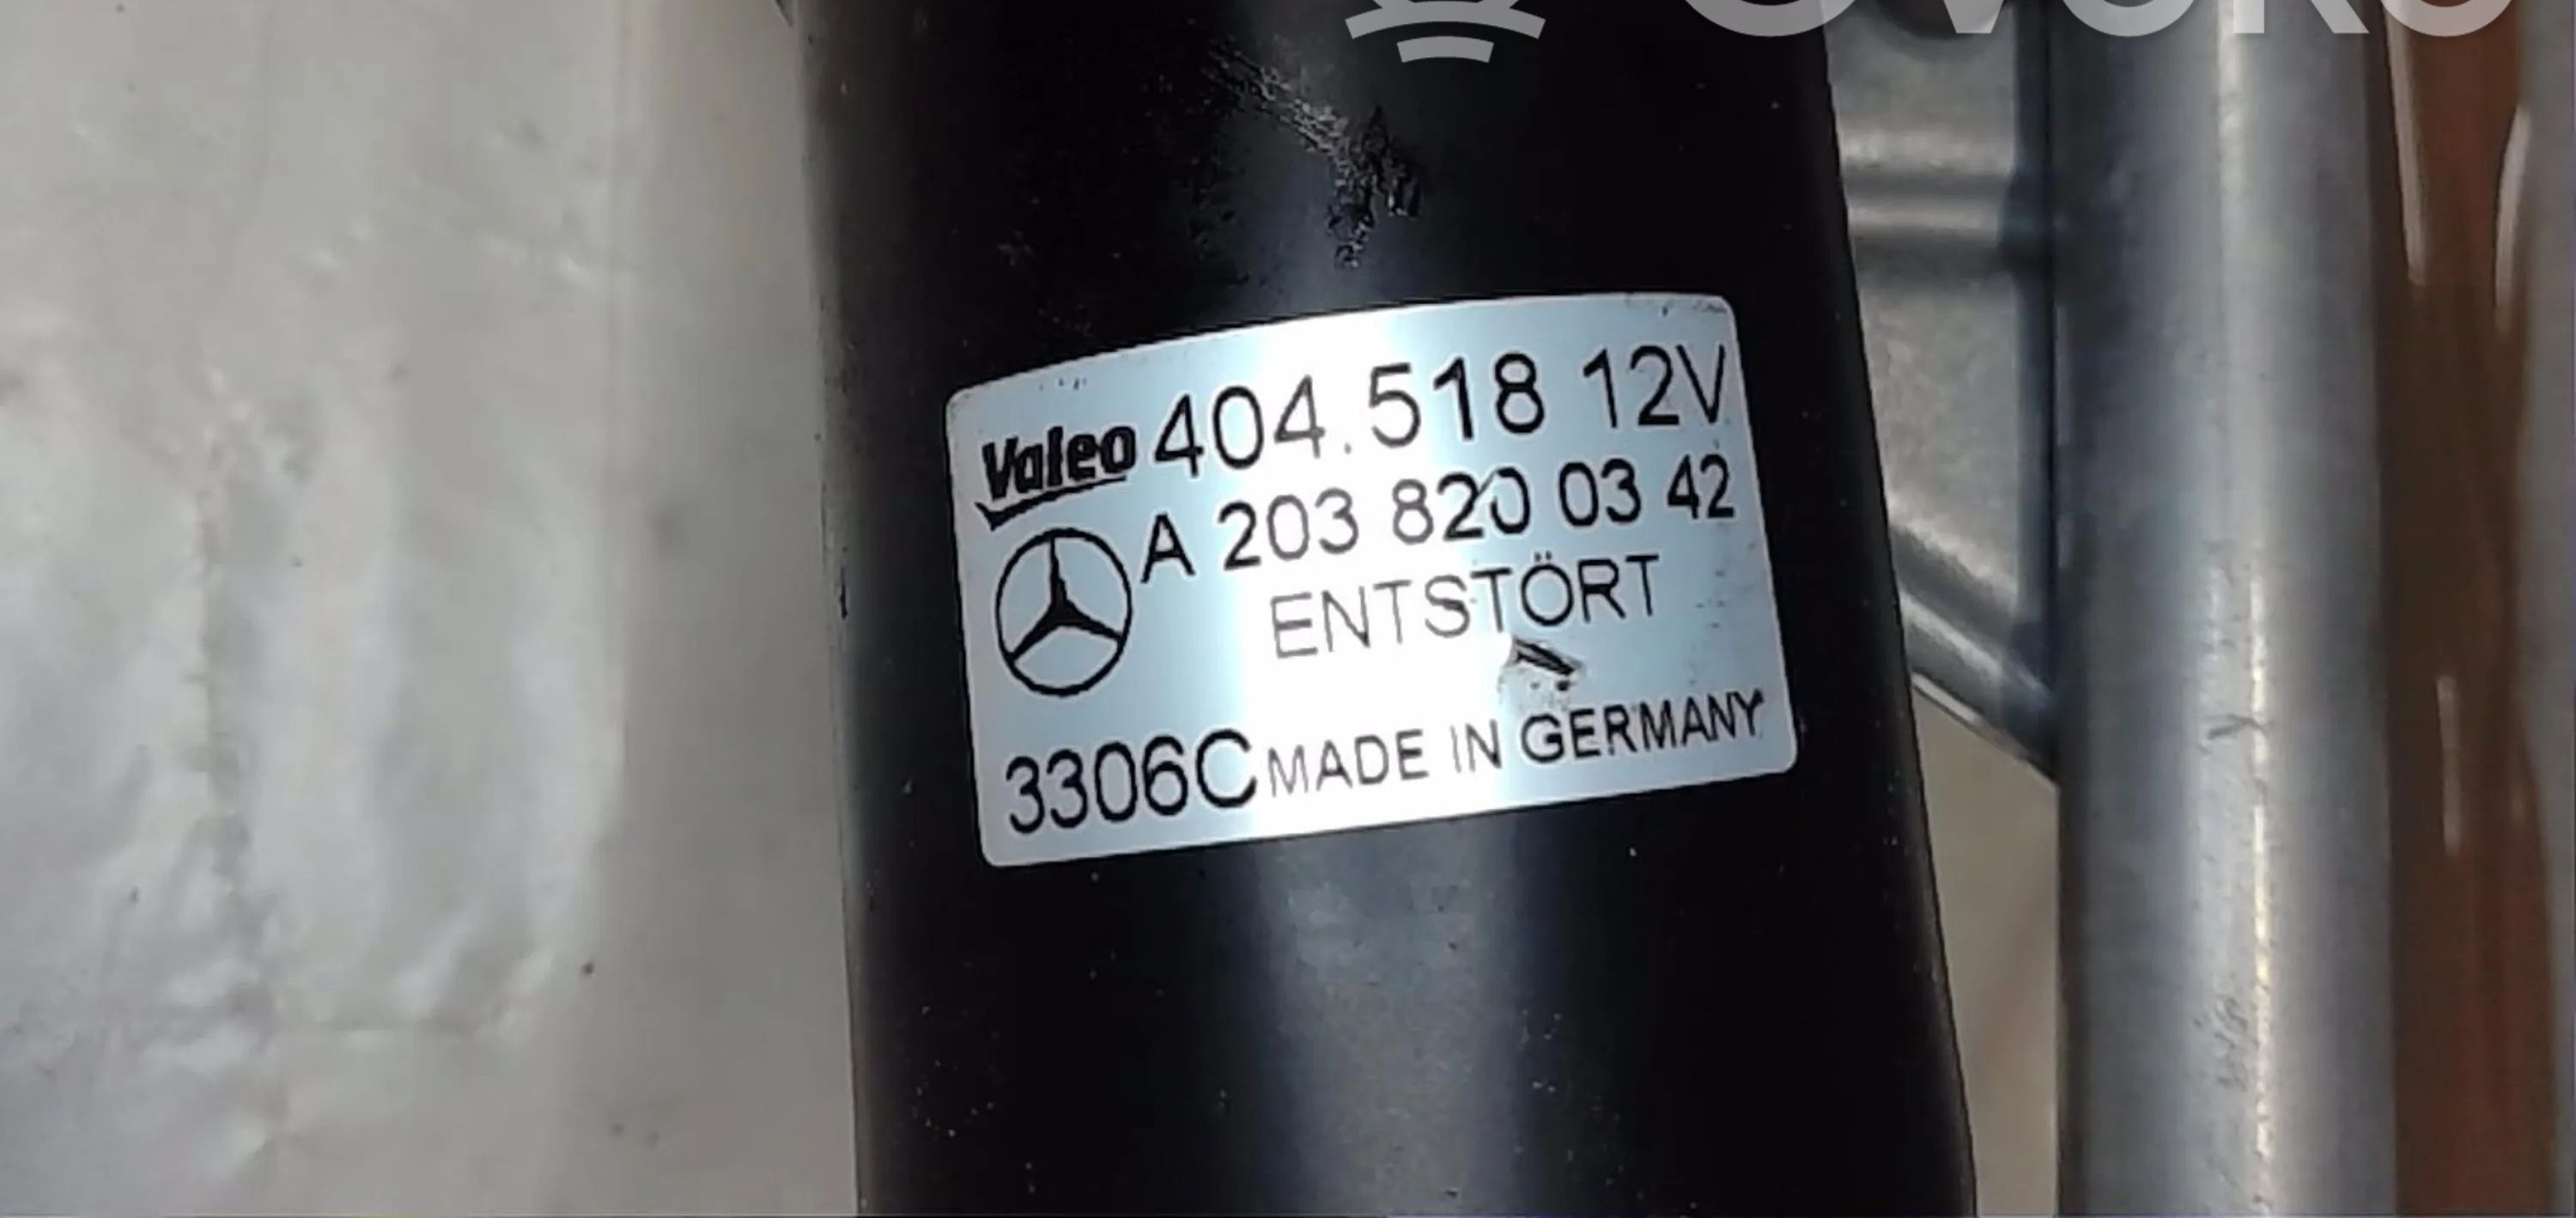 Valeo 404.518 12V
A 203 820 03 42
ENTSTÖRT
3306C MADE IN GERMANY